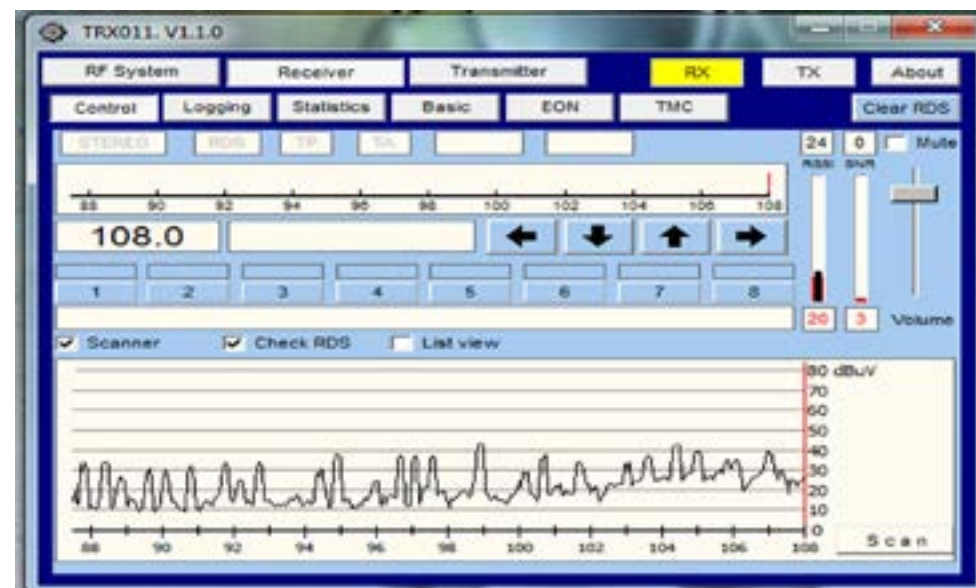 TRX011. V1.1.0
RF System Receiver Transmitter RX TX About
Control Logging Statistics Basic EON TMC Clear RDS
STEREO RDS TP TA 24 0 Mute
RSSI SNR
88 90 92 94 96 98 100 102 104 106 108
108.0
1 2 3 4 5 6 7 8
20 3 Volume
Scanner Check RDS List view
80 dBuV
70
60
50
40
30
20
10
0
88 90 92 94 96 98 100 102 104 106 108
Scan